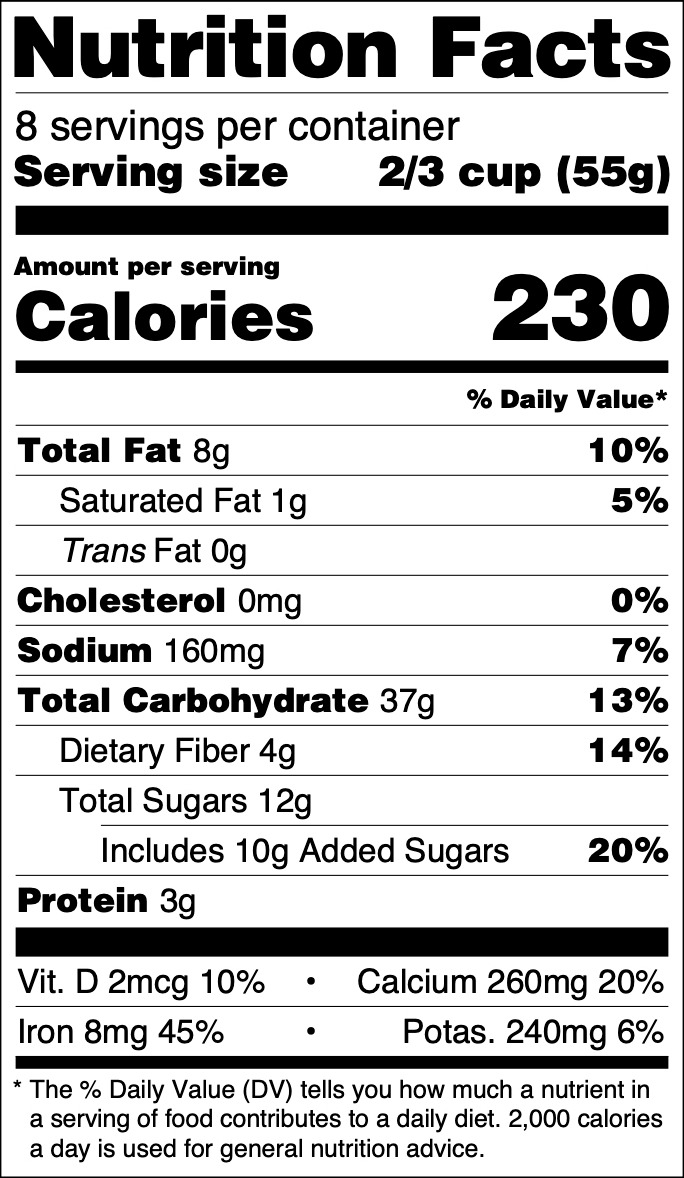 Nutrition Facts
8 servings per container
Serving size 2/3 cup (55g)
Amount per serving
Calories 230
% Daily Value*
Total Fat 8g 10%
Saturated Fat 1g 5%
Trans Fat 0g
Cholesterol 0mg 0%
Sodium 160mg 7%
Total Carbohydrate 37g 13%
Dietary Fiber 4g 14%
Total Sugars 12g
Includes 10g Added Sugars 20%
Protein 3g
Vit. D 2mcg 10% • Calcium 260mg 20%
Iron 8mg 45% • Potas. 240mg 6%
* The % Daily Value (DV) tells you how much a nutrient in
a serving of food contributes to a daily diet. 2,000 calories
a day is used for general nutrition advice.